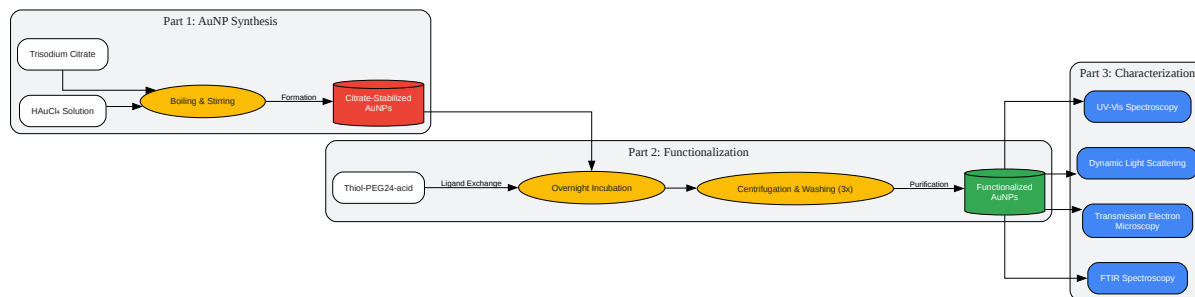 Part 1: AuNP Synthesis
Trisodium Citrate
HAuCl₄ Solution
Boiling & Stirring
Formation
Citrate-Stabilized
AuNPs
Part 2: Functionalization
Thiol-PEG24-acid
Ligand Exchange
Overnight Incubation
Centrifugation & Washing (3x)
Purification
Functionalized
AuNPs
Part 3: Characterization
UV-Vis Spectroscopy
Dynamic Light Scattering
Transmission Electron
Microscopy
FTIR Spectroscopy